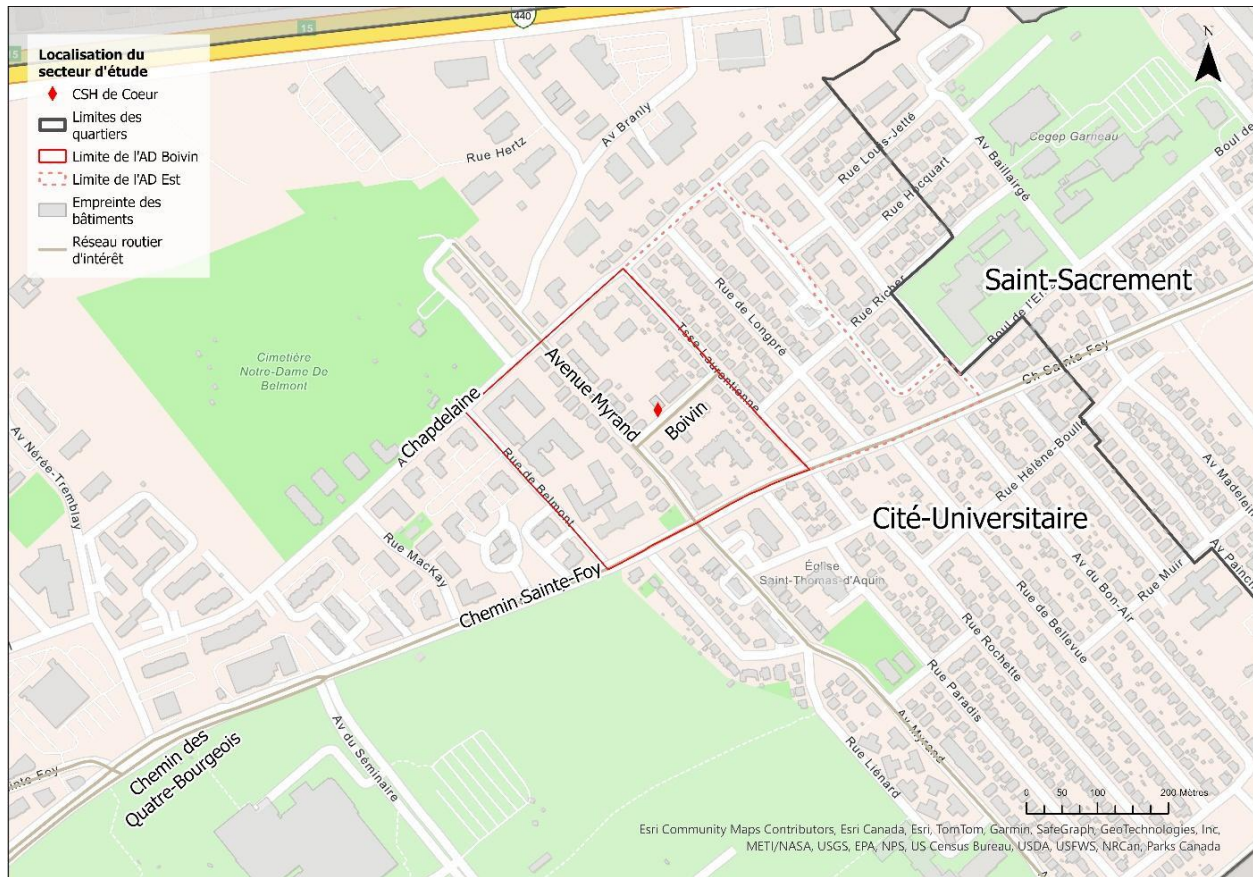 Localisation du
secteur d'étude
CSH de Coeur
Limites des
quartiers
Limite de l'AD Boivin
Limite de l'AD Est
Empreinte des
bâtiments
Réseau routier
d'intérêt
440
15
N
Rue Hertz
Av Branly
Rue Louis-Jetté
Rue Hocquart
Av Baillairgé
Cegep Garneau
Boul de
Saint-Sacrement
Rue de Longpré
Rue Richer
Tsse Laurentienne
Ch Sainte-Foy
Cimetière
Notre-Dame De
Belmont
Avenue Myrand
Boivin
Chapdelaine
Av Nérée-Tremblay
Rue de Belmont
Rue MacKay
Chemin Sainte-Foy
Cité-Universitaire
Rue Hélène-Boullé
Église
Saint-Thomas-d'Aquin
Rue Muir
Av du Bon-Air
Rue de Bellevue
Rue Rochette
Rue Paradis
Av Myrand
Rue Liénard
Av du Séminaire
Chemin des
Quatre-Bourgeois
0 50 100 200 Mètres
Esri Community Maps Contributors, Esri Canada, Esri, TomTom, Garmin, SafeGraph, GeoTechnologies, Inc,
METI/NASA, USGS, EPA, NPS, US Census Bureau, USDA, USFWS, NRCan, Parks Canada